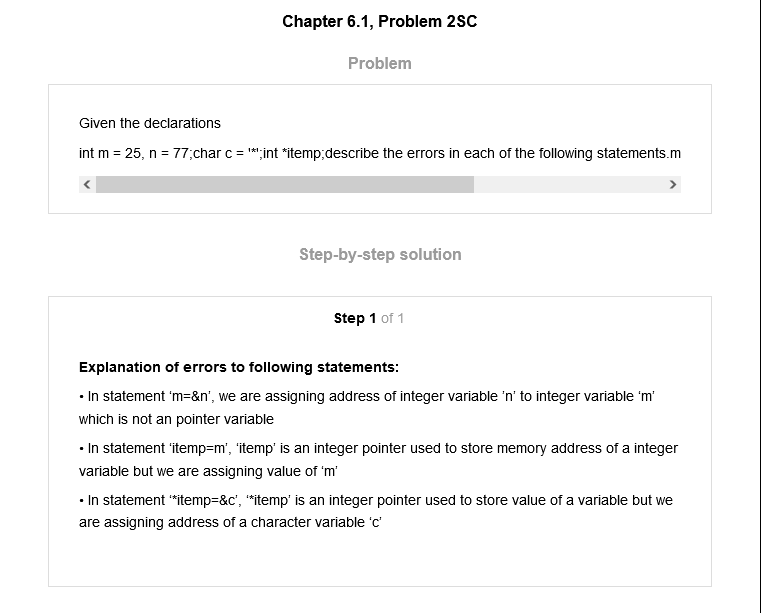 Chapter 6.1, Problem 2SC
Problem
Given the declarations
int m = 25, n = 77;char c = '*';int *itemp;describe the errors in each of the following statements.m
Step-by-step solution
Step 1 of 1
Explanation of errors to following statements:
• In statement ‘m=&n’, we are assigning address of integer variable ’n’ to integer variable ‘m’
which is not an pointer variable
• In statement ‘itemp=m’, ‘itemp’ is an integer pointer used to store memory address of a integer
variable but we are assigning value of ‘m’
• In statement ‘*itemp=&c’, ‘*itemp’ is an integer pointer used to store value of a variable but we
are assigning address of a character variable ‘c’